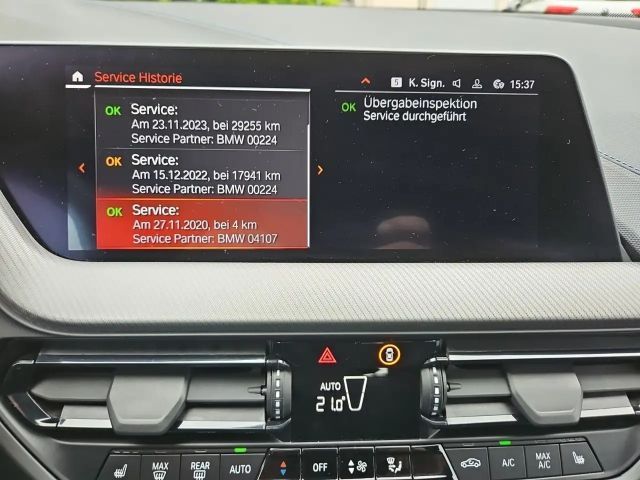 Service Historie
S K. Sign. 15:37
OK Service:
Am 23.11.2023, bei 29255 km
Service Partner: BMW 00224
OK Service:
Am 15.12.2022, bei 17941 km
Service Partner: BMW 00224
OK Service:
Am 27.11.2020, bei 4 km
Service Partner: BMW 04107
OK Übergabeinspektion
Service durchgeführt
AUTO
21.0°
MAX
REAR
AUTO
OFF
A/C
MAX A/C